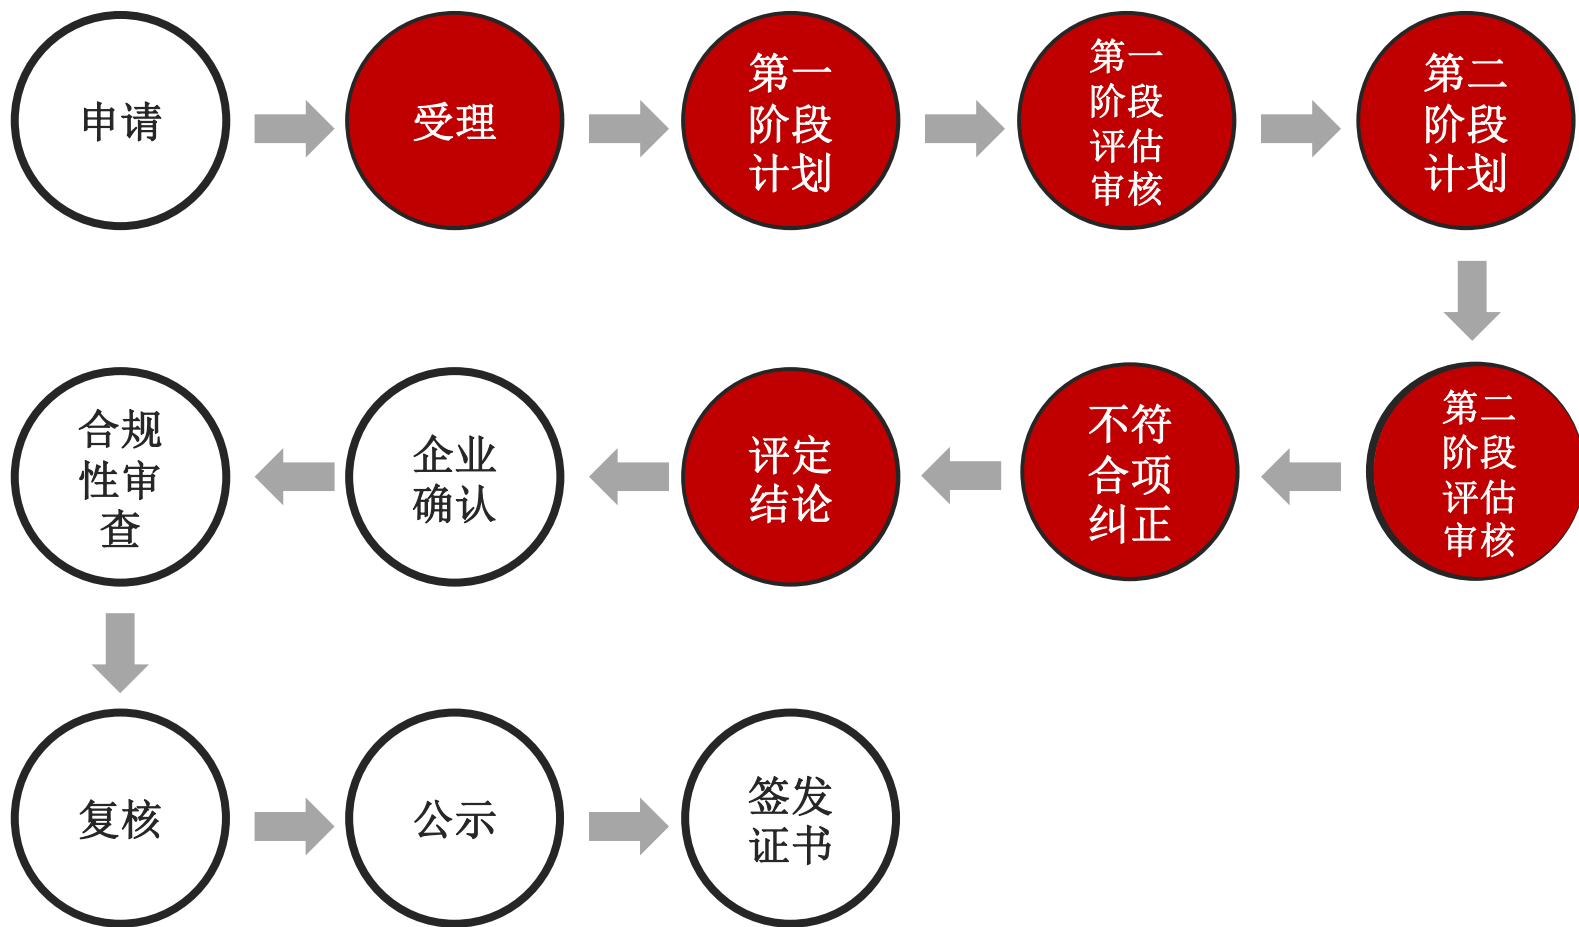 申请
受理
第一
阶段
计划
第一
阶段
评估
审核
第二
阶段
计划
第二
阶段
评估
审核
不符
合项
纠正
评定
结论
企业
确认
合规
性审
查
复核
公示
签发
证书